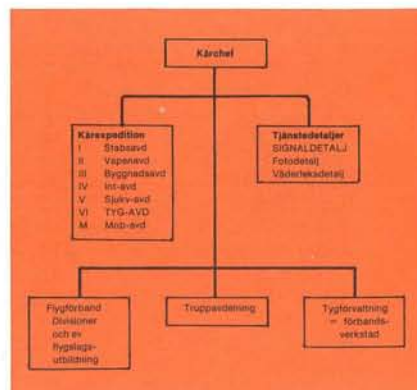 Kårchef
Kårexpedition
I Stabsavd
II Vapenavd
III Byggnadsavd
IV Int-avd
V Sjukv-avd
VI TYG-AVD
M Mob-avd
Tjänstedetaljer
SIGNALDETALJ
Fotodetalj
Väderleksdetalj
Flygförband
Divisioner
och ev
flygslags-
utbildning
Truppavdelning
Tygförvaltning
= förbands-
verkstad